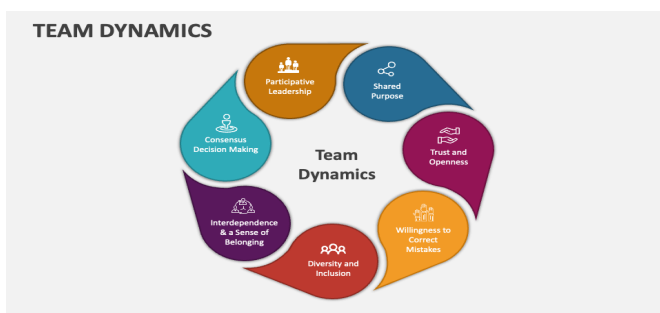 TEAM DYNAMICS
Participative
Leadership
Shared
Purpose
Trust and
Openness
Willingness to
Correct
Mistakes
Diversity and
Inclusion
Interdependence
& a Sense of
Belonging
Consensus
Decision Making
Team
Dynamics